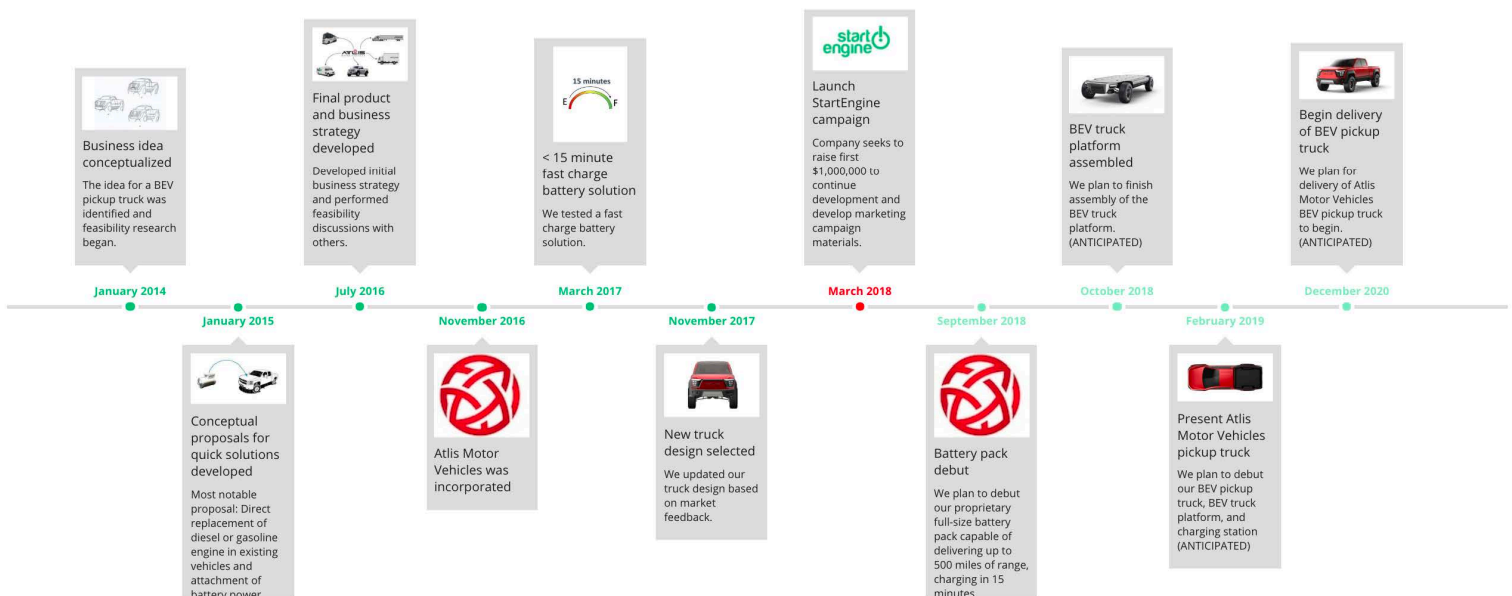 start
engine
ATLIS
15 minutes
E
F
Business idea
conceptualized
The idea for a BEV
pickup truck was
identified and
feasibility research
began.
Final product
and business
strategy
developed
Developed initial
business strategy
and performed
feasibility
discussions with
others.
< 15 minute
fast charge
battery solution
We tested a fast
charge battery
solution.
Launch
StartEngine
campaign
Company seeks to
raise first
$1,000,000 to
continue
development and
develop marketing
campaign
materials.
BEV truck
platform
assembled
We plan to finish
assembly of the
BEV truck
platform.
(ANTICIPATED)
Begin delivery
of BEV pickup
truck
We plan for
delivery of Atlis
Motor Vehicles
BEV pickup truck
to begin.
(ANTICIPATED)
January 2014
July 2016
March 2017
March 2018
October 2018
December 2020
January 2015
November 2016
November 2017
September 2018
February 2019
Conceptual
proposals for
quick solutions
developed
Most notable
proposal: Direct
replacement of
diesel or gasoline
engine in existing
vehicles and
attachment of
battery power
Atlis Motor
Vehicles was
incorporated
New truck
design selected
We updated our
truck design based
on market
feedback.
Battery pack
debut
We plan to debut
our proprietary
full-size battery
pack capable of
delivering up to
500 miles of range,
charging in 15
minutes
Present Atlis
Motor Vehicles
pickup truck
We plan to debut
our BEV pickup
truck, BEV truck
platform, and
charging station
(ANTICIPATED)